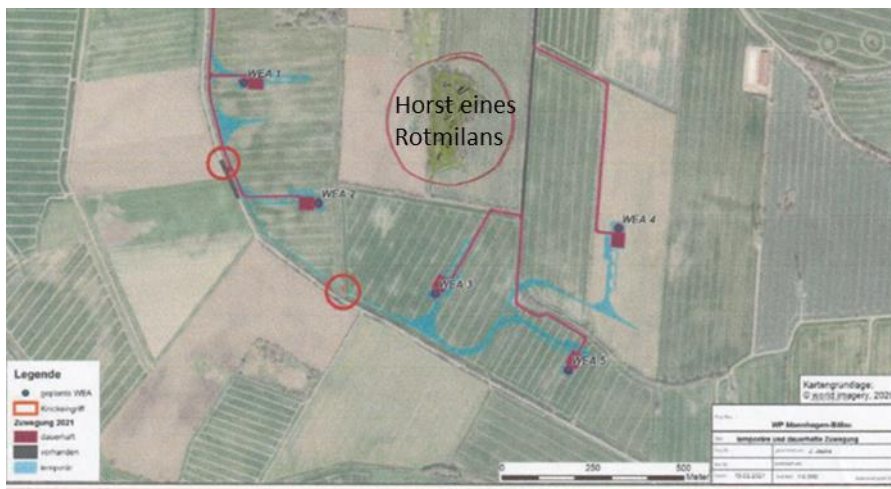 WEA 1
Horst eines
Rotmilans
WEA 2
WEA 4
WEA 3
WEA 5
Legende
geplante WEA
Knickeingriff
Zuwegung 2021
dauerhaft
vorhanden
temporär
0 250 500
Meter
Kartengrundlage:
© world imagery,
temporäre und dauerhafte Zuwegung